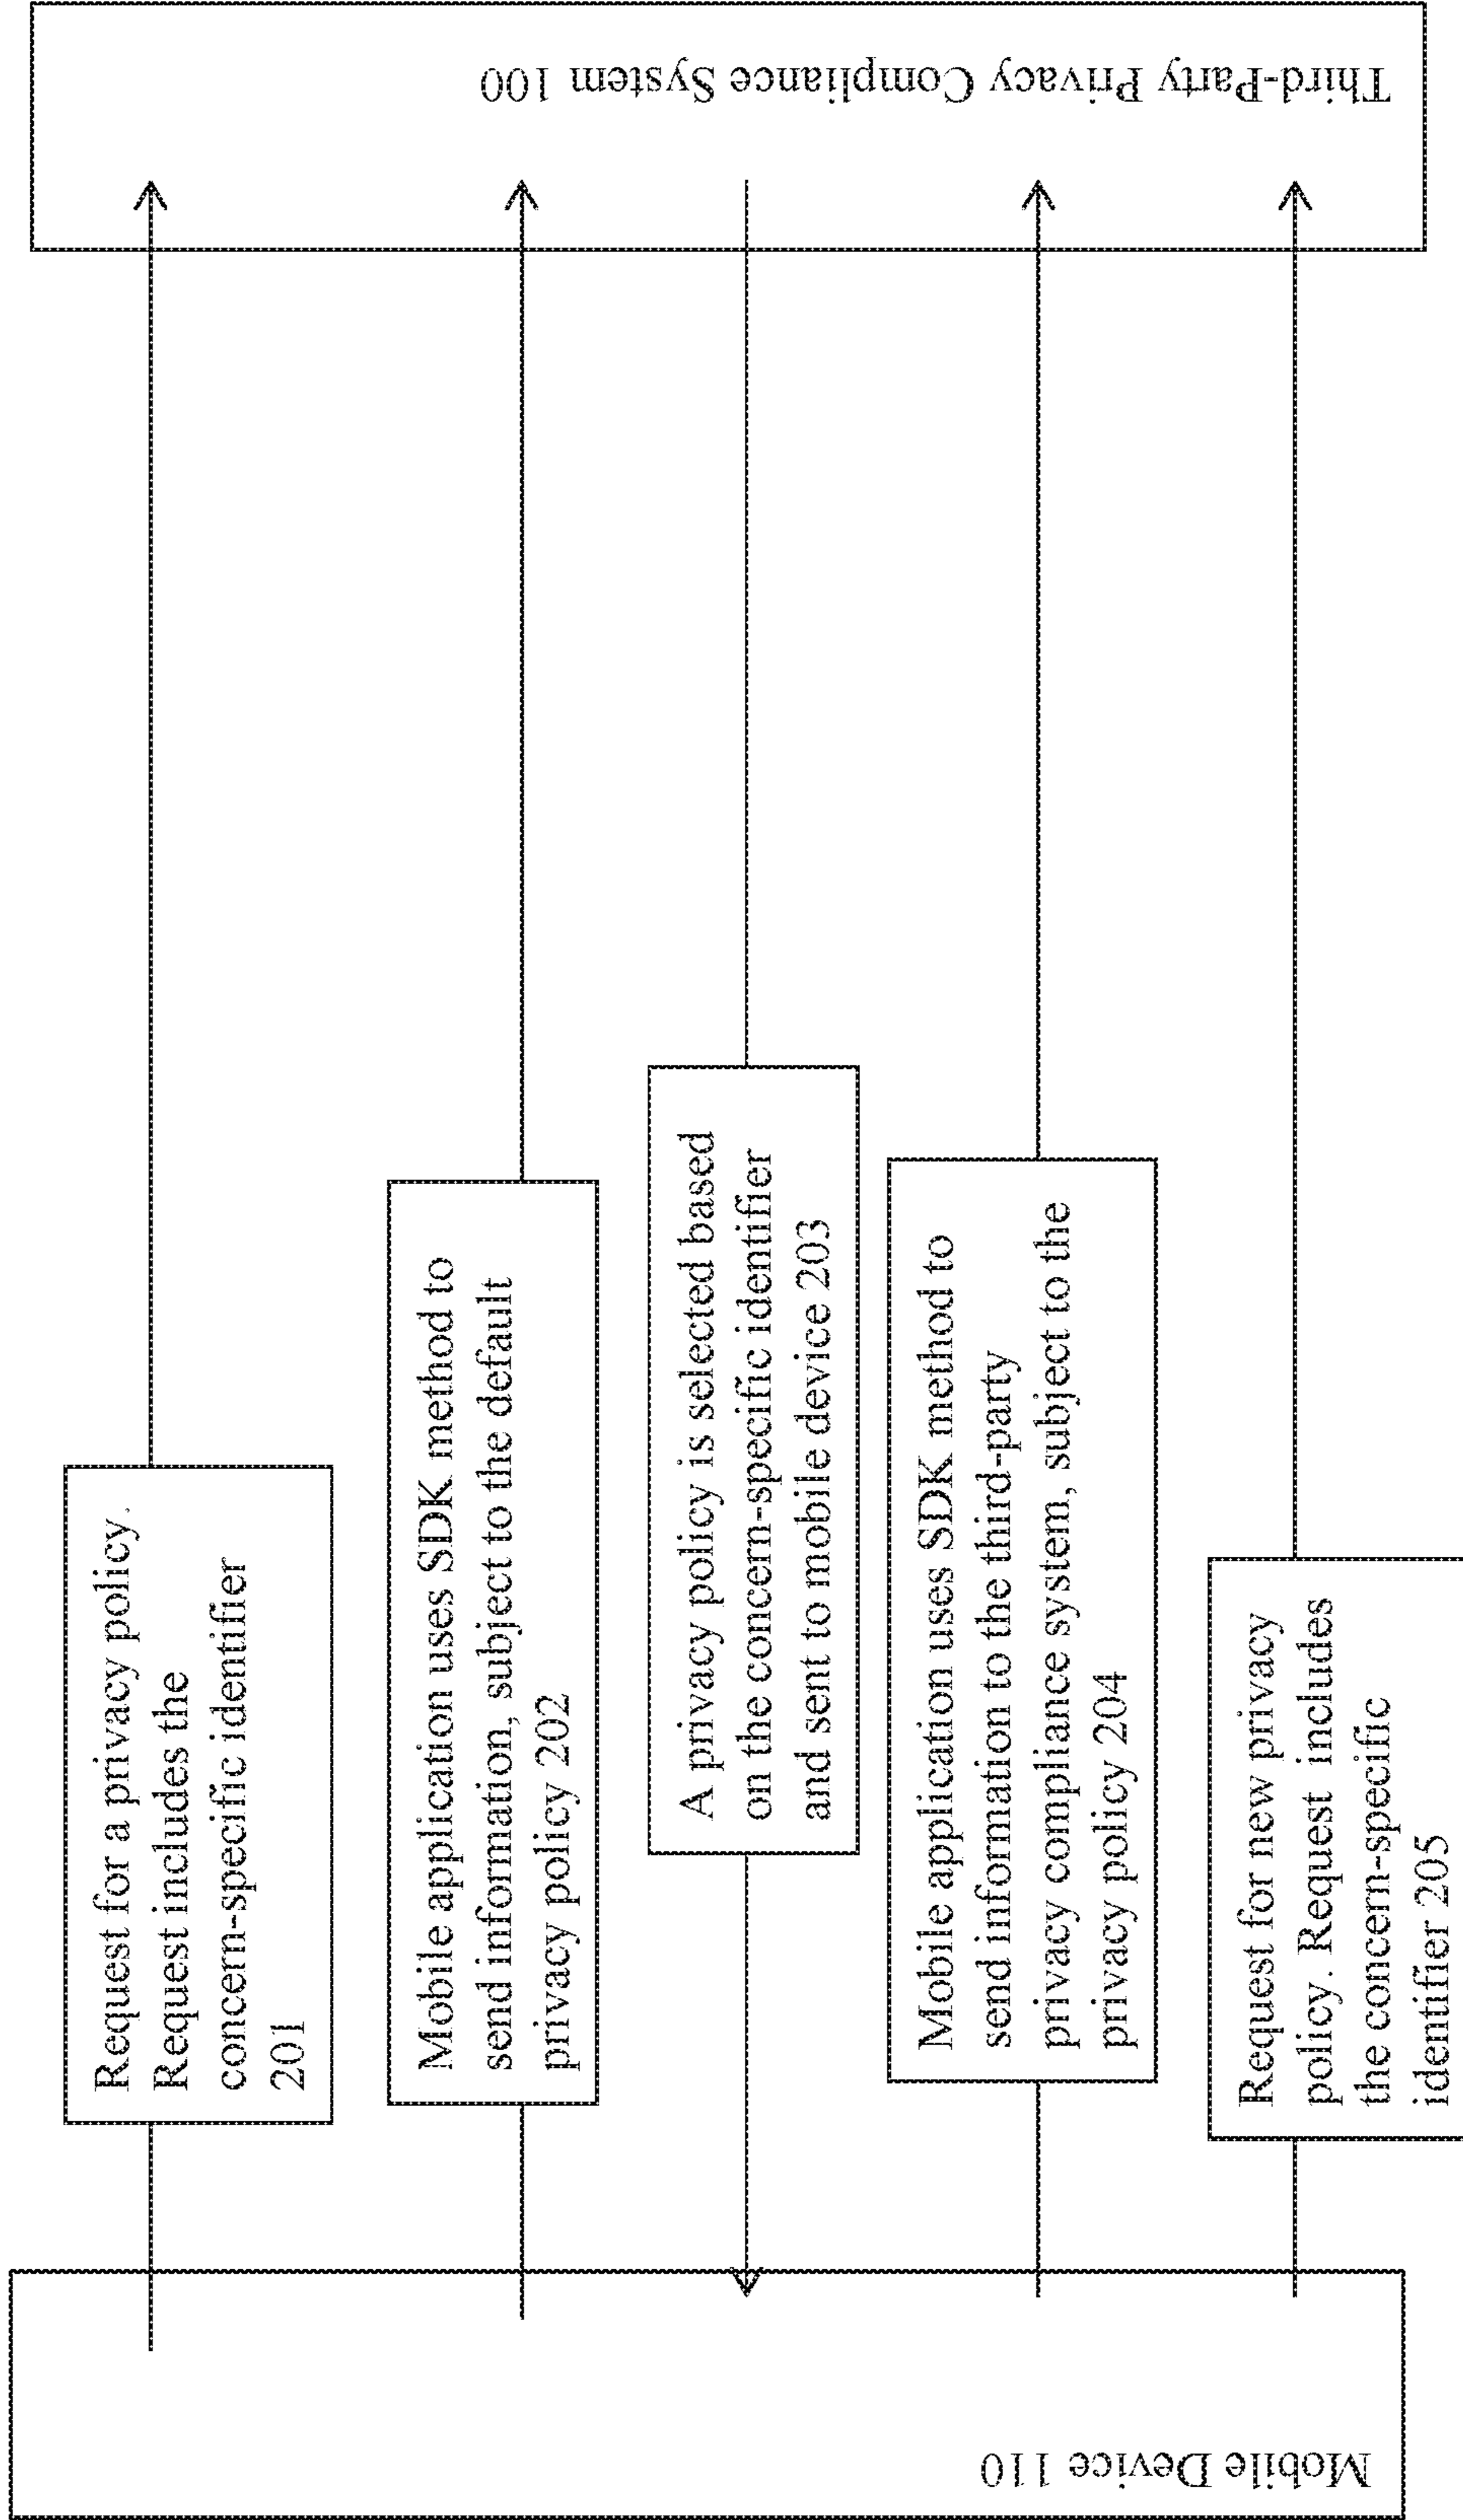 Mobile Device 110
Third-Party Privacy Compliance System 100
Request for a privacy policy.
Request includes the
concern-specific identifier
201
Mobile application uses SDK method to
send information, subject to the default
privacy policy 202
A privacy policy is selected based
on the concern-specific identifier
and sent to mobile device 203
Mobile application uses SDK method to
send information to the third-party
privacy compliance system, subject to the
privacy policy 204
Request for new privacy
policy. Request includes
the concern-specific
identifier 205